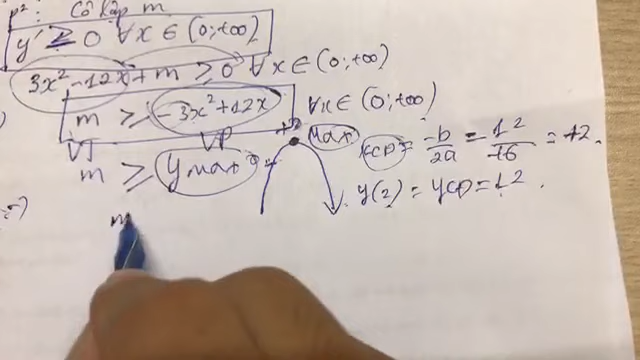 P²: Cô lập m
y' ≥ 0 ∀x ∈ (0;+∞)
3x²-12x+m ≥ 0 ∀x ∈ (0;+∞)
m ≥ -3x²+12x ∀x ∈ (0;+∞)
VT VP +2 Max xCĐ = -b/2a = -12/-6 = +2.
m ≥ ymax
y(2) = yCĐ = 12.
m